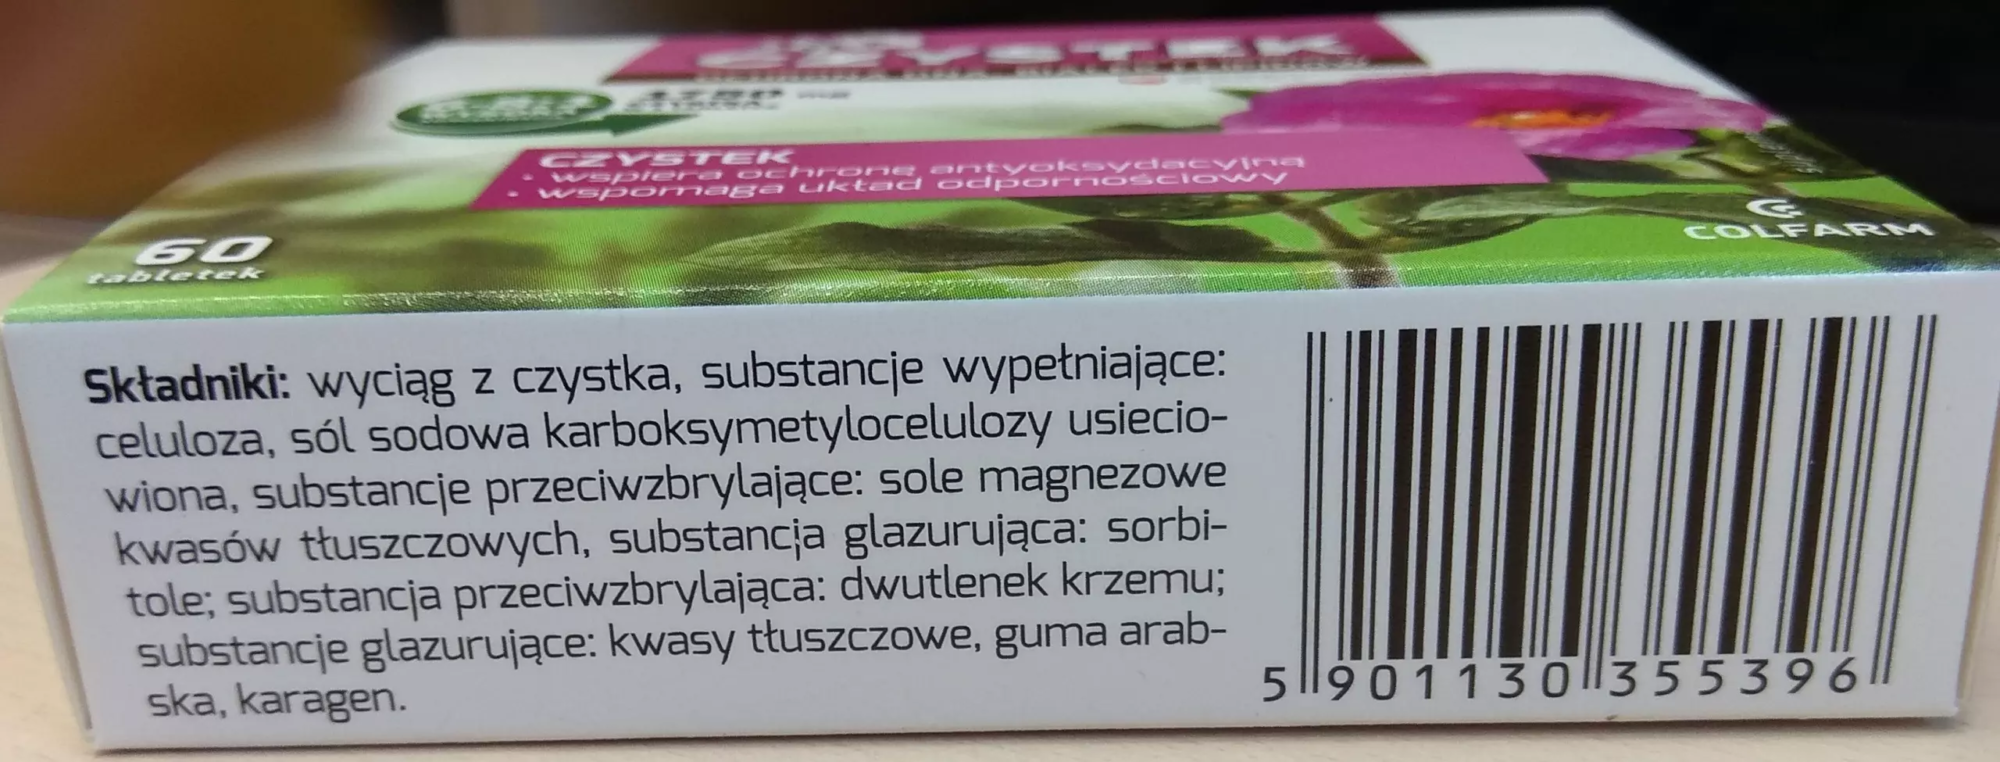 CZYSTEK
CZYSTEK
• wspiera ochronę antyoksydacyjną
• wspomaga układ odpornościowy
60
tabletek
COLFARM
Składniki: wyciąg z czystka, substancje wypełniające:
celuloza, sól sodowa karboksymetylocelulozy usiecio-
wiona, substancje przeciwzbrylające: sole magnezowe
kwasów tłuszczowych, substancja glazurująca: sorbi-
tole; substancja przeciwzbrylająca: dwutlenek krzemu;
substancje glazurujące: kwasy tłuszczowe, guma arab-
ska, karagen.
5 901130 355396